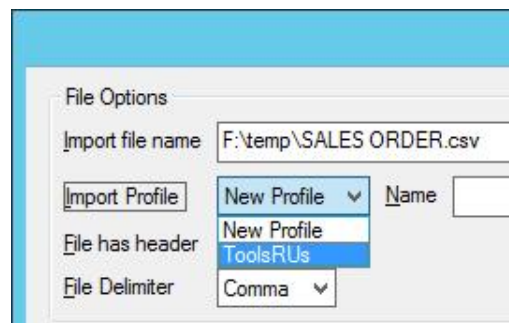 File Options
Import file name F:\temp\SALES ORDER.csv
Import Profile New Profile Name
New Profile
File has header ToolsRUs
File Delimiter Comma